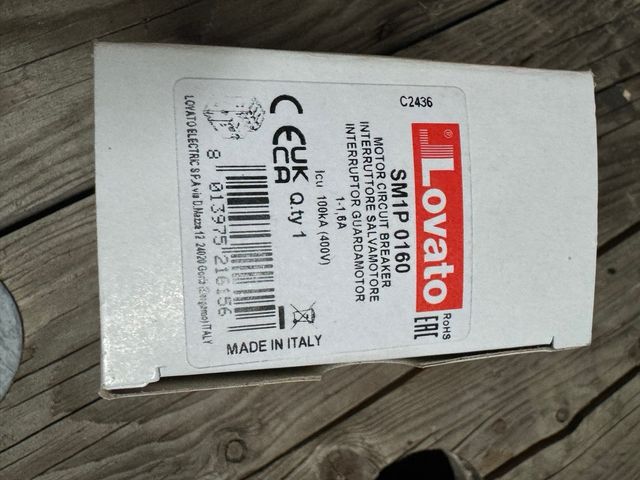 C2436
Lovato
®
RoHS
EAC
SM1P 0160
MOTOR CIRCUIT BREAKER
INTERRUTTORE SALVAMOTORE
INTERRUPTOR GUARDAMOTOR
1-1,6A
Icu 100kA (400V)
CE UK CA Q.ty 1
8 013975 216156
MADE IN ITALY
LOVATO ELECTRIC S.P.A via D.Mazza 12 24020 Gorle (Bergamo) ITALY